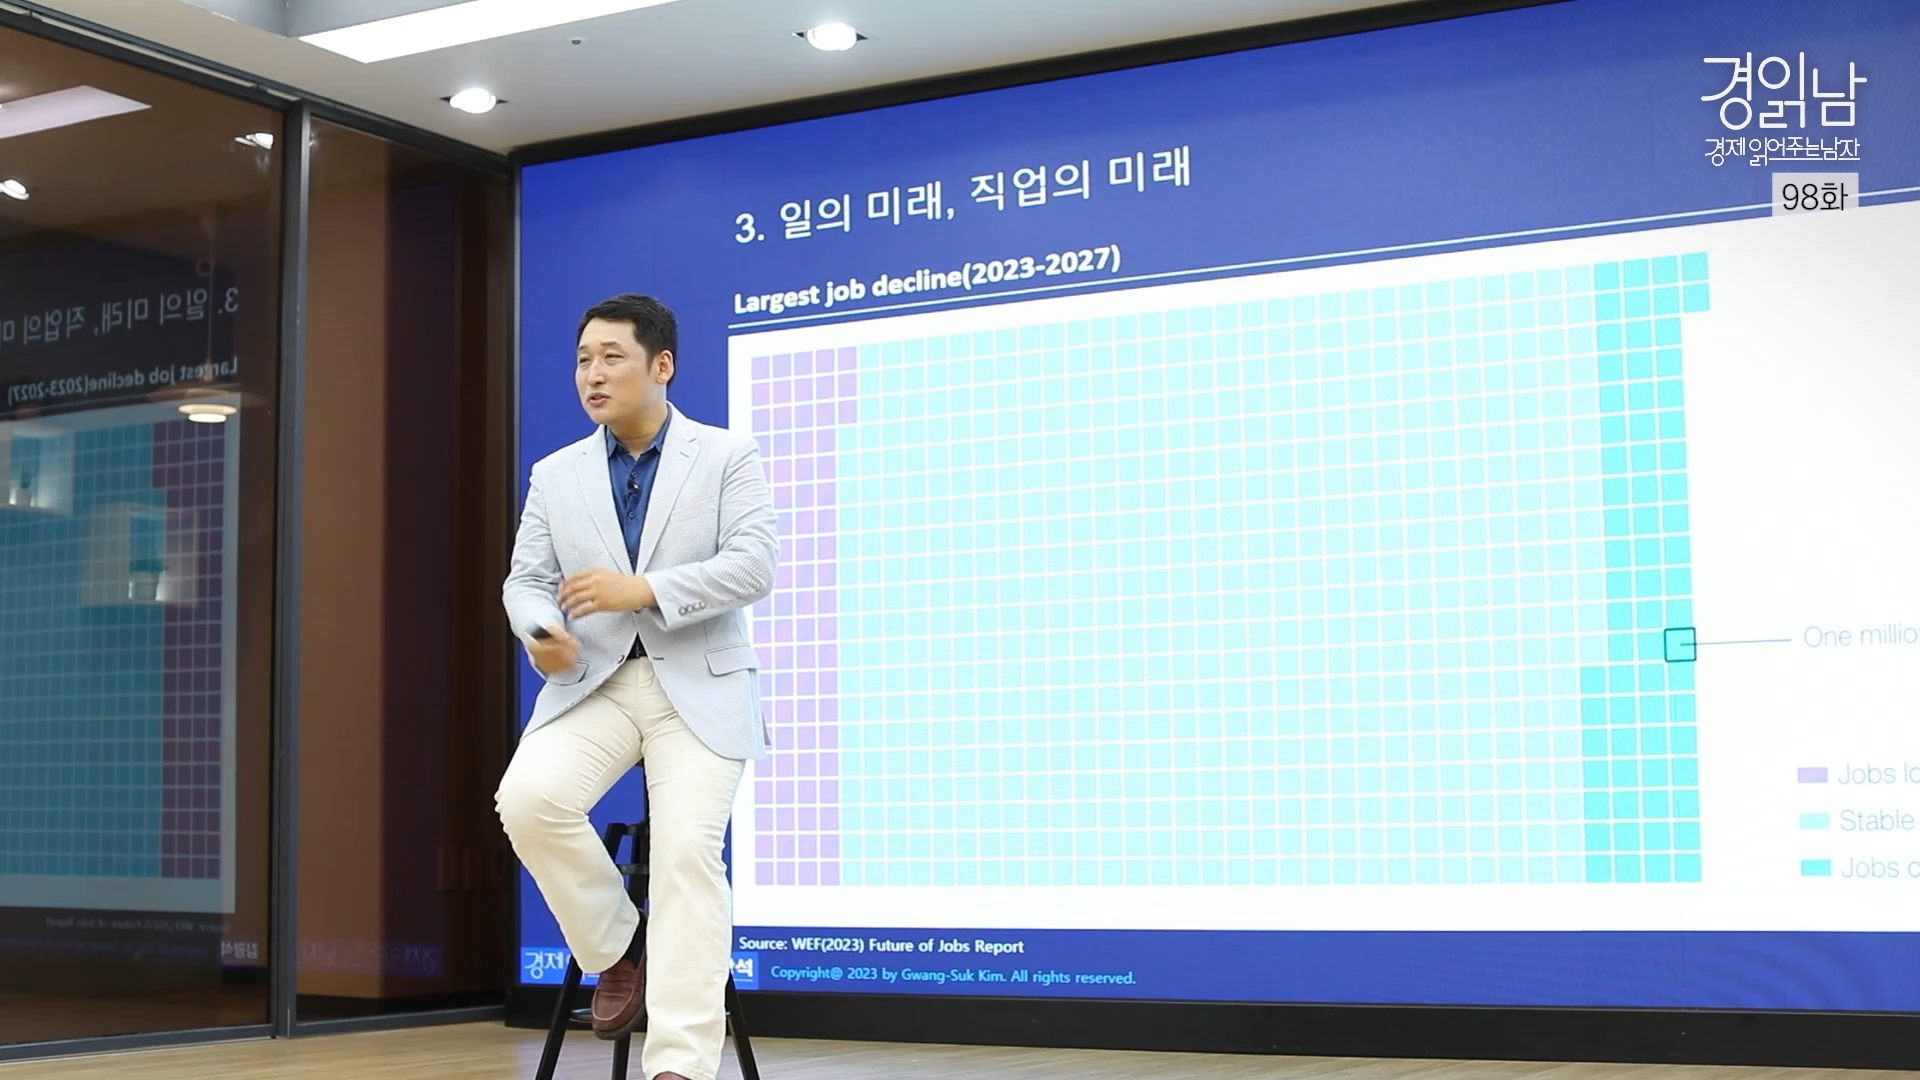 경읽남
경제 읽어주는남자
98화
3. 일의 미래, 직업의 미래
Largest job decline(2023-2027)
One millio
Jobs lo
Stable
Jobs c
Source: WEF(2023) Future of Jobs Report
경제
석
Copyright@ 2023 by Gwang-Suk Kim. All rights reserved.